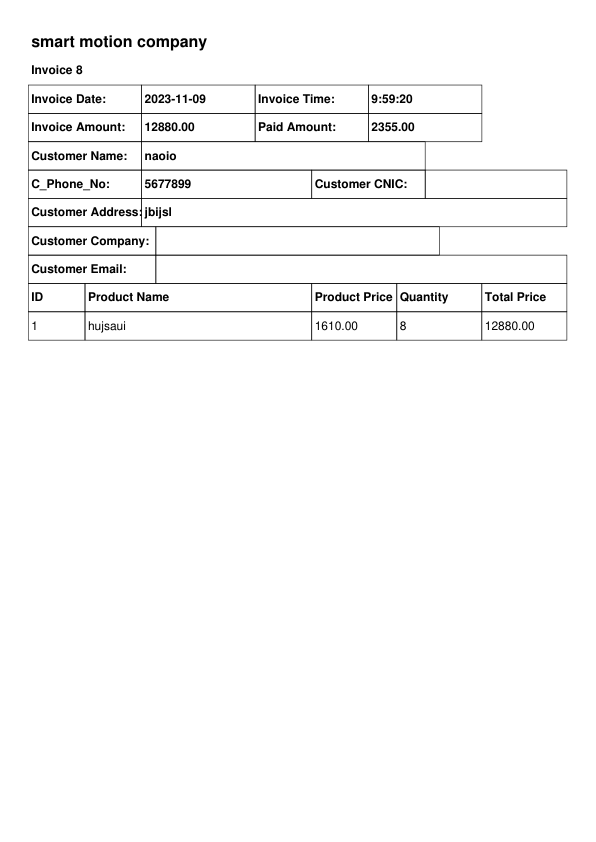 smart motion company
Invoice 8
Invoice Date: 2023-11-09 Invoice Time: 9:59:20
Invoice Amount: 12880.00 Paid Amount: 2355.00
Customer Name: naoio
C_Phone_No: 5677899 Customer CNIC:
Customer Address: jbijsl
Customer Company:
Customer Email:
ID Product Name Product Price Quantity Total Price
1 hujsaui 1610.00 8 12880.00